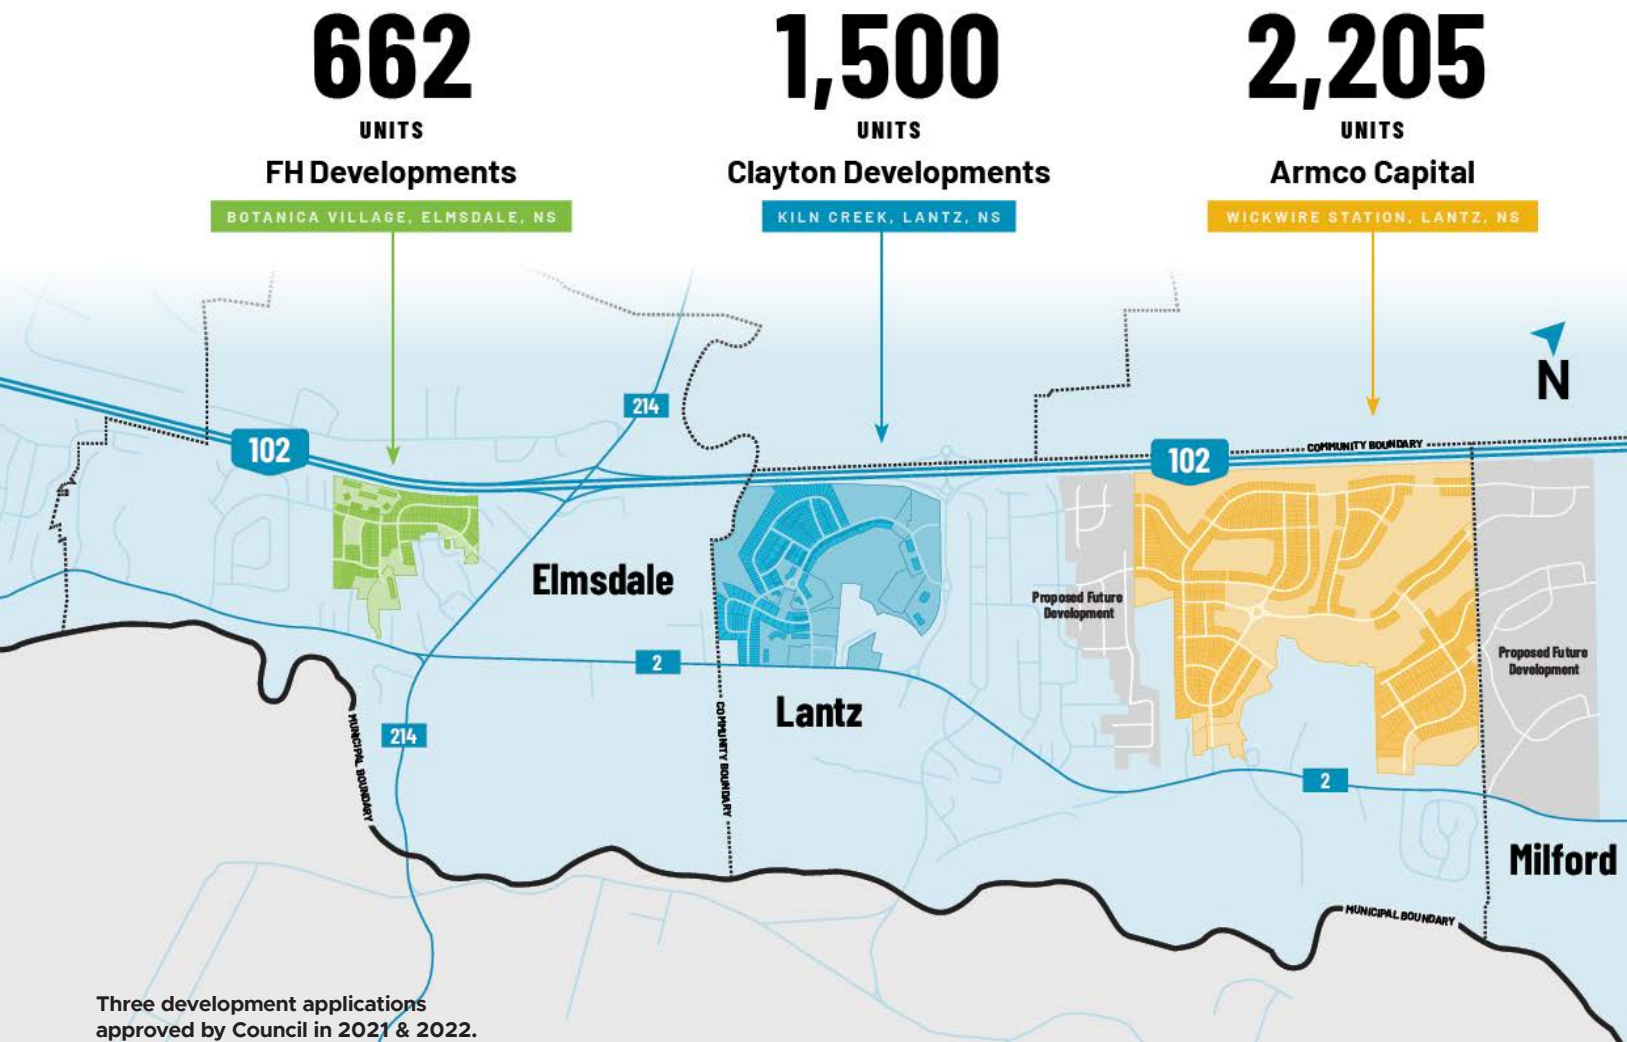 662
UNITS
FH Developments
BOTANICA VILLAGE, ELMSDALE, NS
1,500
UNITS
Clayton Developments
KILN CREEK, LANTZ, NS
2,205
UNITS
Armco Capital
WICKWIRE STATION, LANTZ, NS
N
214
102
COMMUNITY BOUNDARY
102
Elmsdale
Proposed Future
Development
Proposed Future
Development
2
Lantz
214
MUNICIPAL BOUNDARY
COMMUNITY BOUNDARY
2
Milford
MUNICIPAL BOUNDARY
Three development applications
approved by Council in 2021 & 2022.